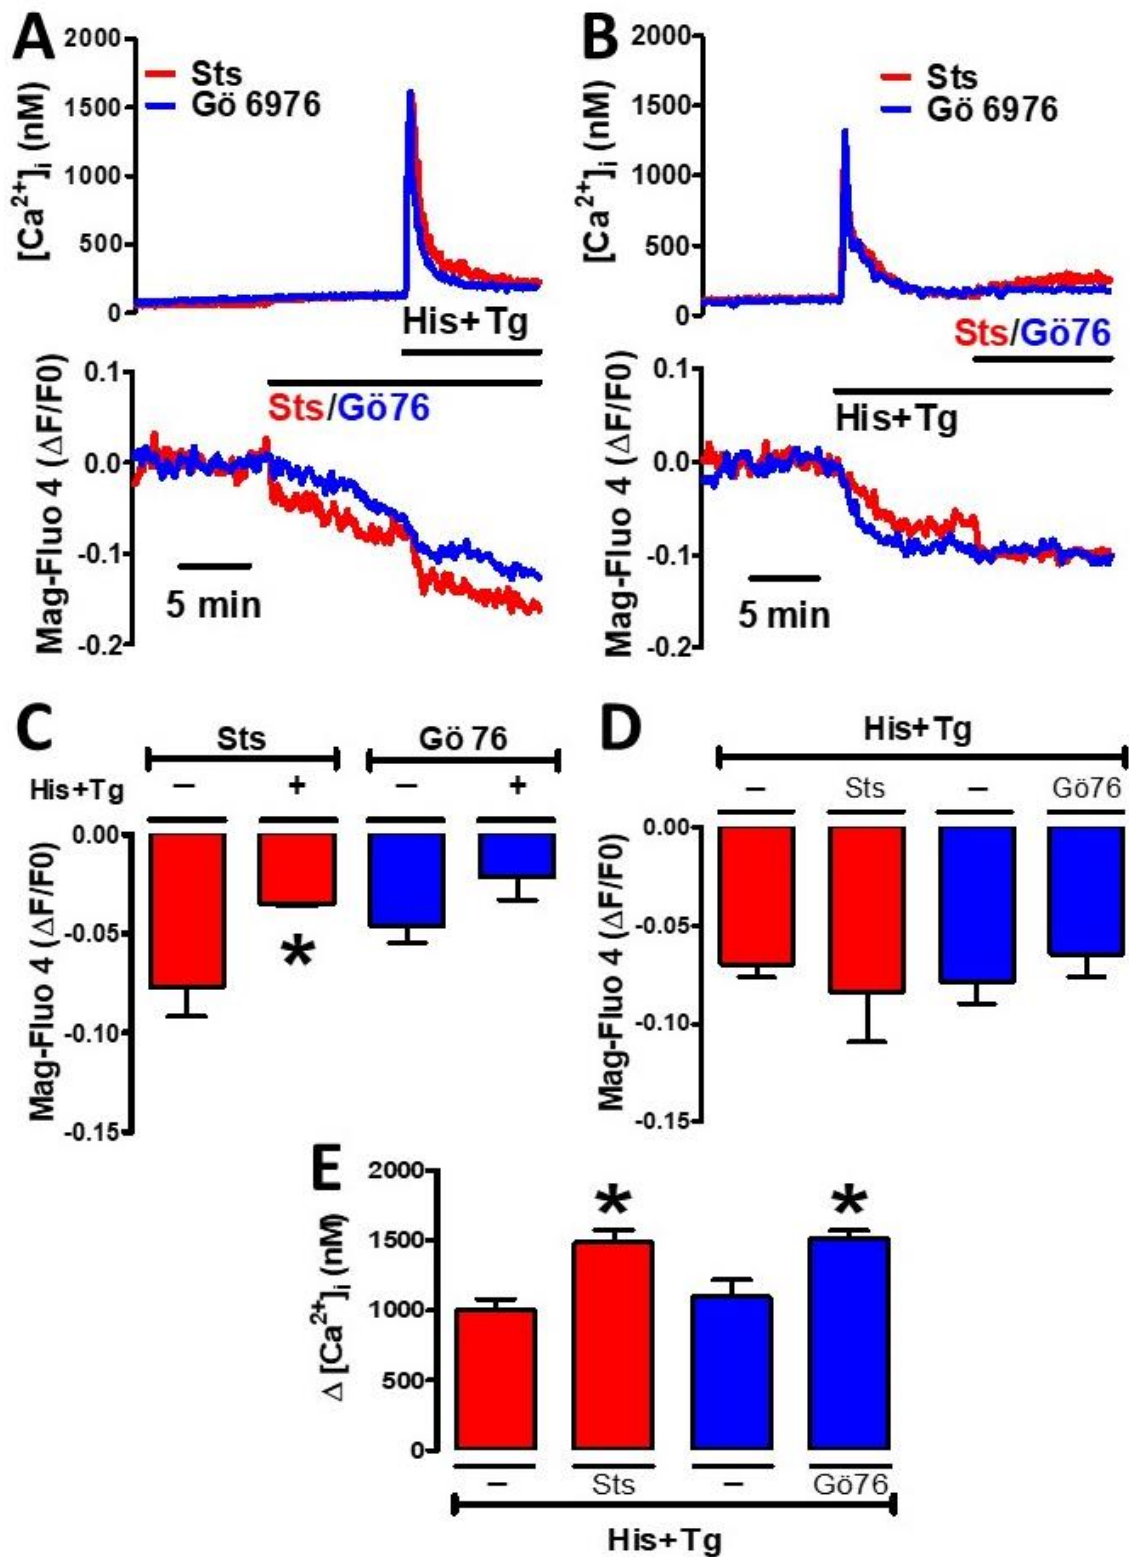 A
2000
1500
1000
500
0
[Ca2+]i (nM)
Sts
Gö 6976
His+Tg
0.1
0.0
-0.1
-0.2
Mag-Fluo 4 (ΔF/F0)
Sts/Gö76
5 min
B
2000
1500
1000
500
0
[Ca2+]i (nM)
Sts
Gö 6976
Sts/Gö76
0.1
0.0
-0.1
-0.2
Mag-Fluo 4 (ΔF/F0)
His+Tg
5 min
C
Sts Gö 76
His+Tg – + – +
0.00
-0.05
-0.10
-0.15
Mag-Fluo 4 (ΔF/F0)
*
D
His+Tg
– Sts – Gö76
0.00
-0.05
-0.10
-0.15
Mag-Fluo 4 (ΔF/F0)
E
2000
1500
1000
500
0
Δ [Ca2+]i (nM)
* *
– Sts – Gö76
His+Tg